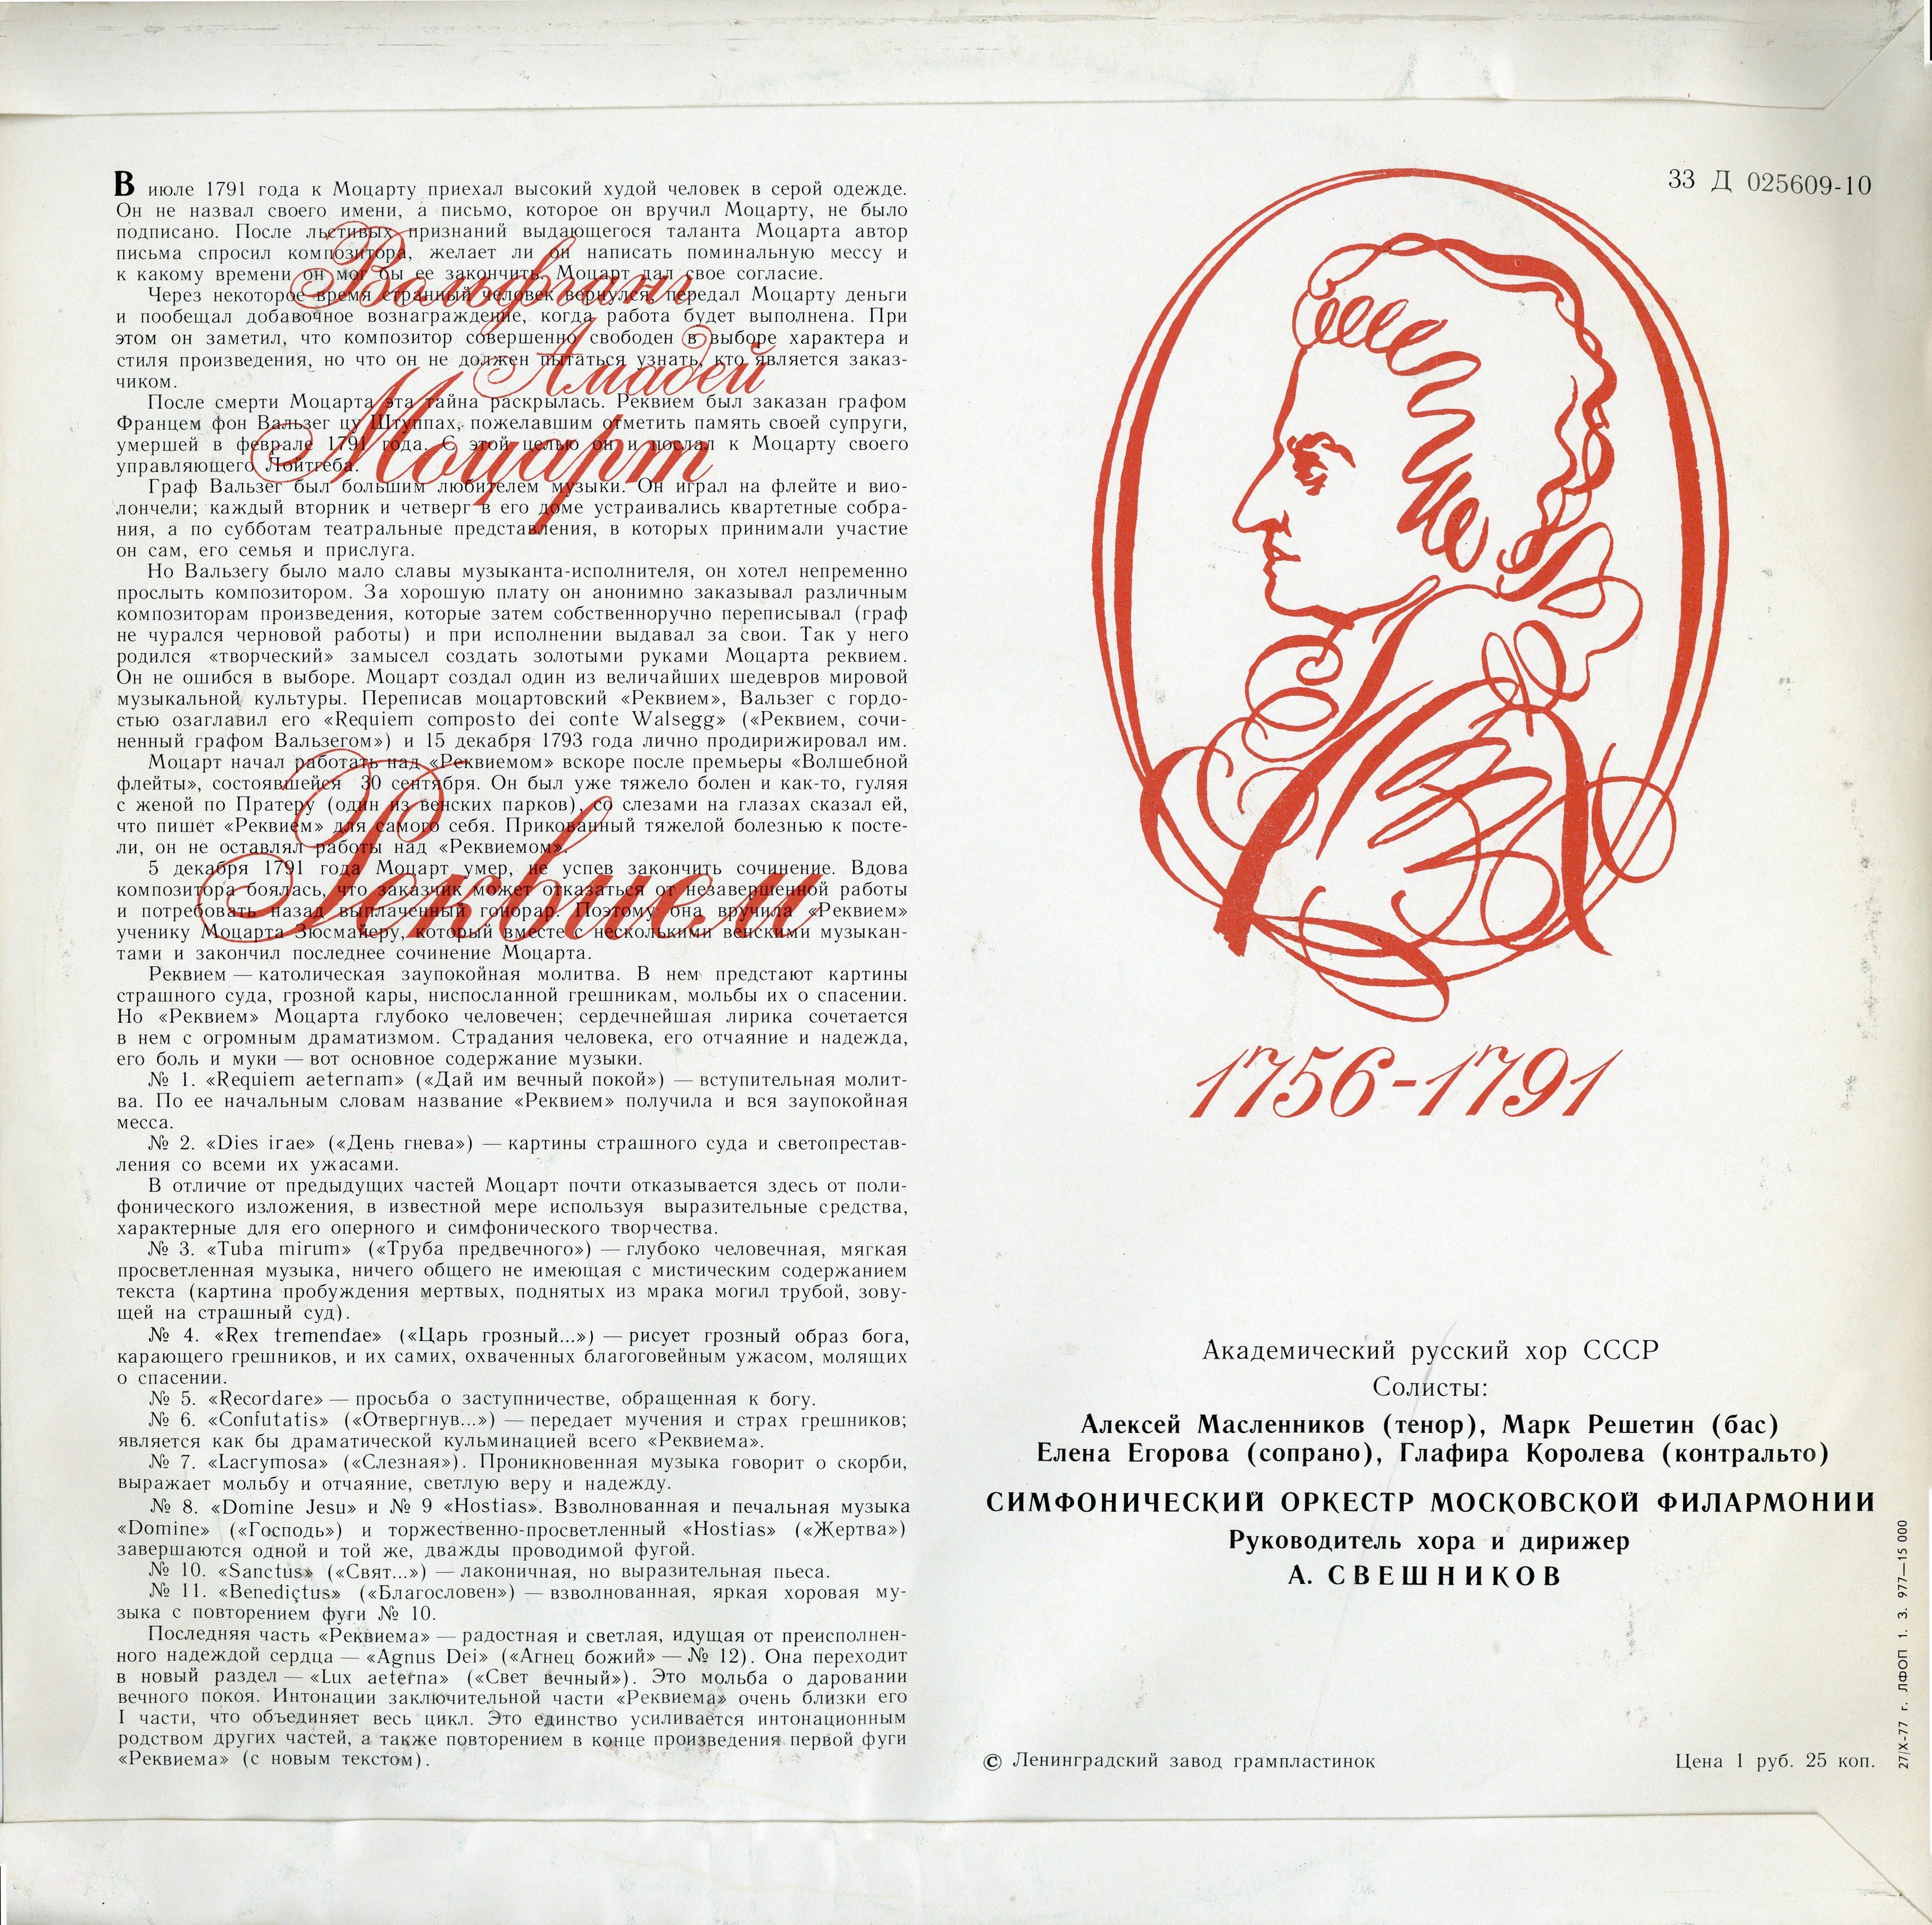 В июле 1791 года к Моцарту приехал высокий худой человек в серой одежде.
Он не назвал своего имени, а письмо, которое он вручил Моцарту, не было
подписано. После льстивых признаний выдающегося таланта Моцарта автор
письма спросил композитора, желает ли он написать поминальную мессу и
к какому времени он мог бы ее закончить. Моцарт дал свое согласие.
Через некоторое время странный человек вернулся, передал Моцарту деньги
и пообещал добавочное вознаграждение, когда работа будет выполнена. При
этом он заметил, что композитор совершенно свободен в выборе характера и
стиля произведения, но что он не должен пытаться узнать, кто является заказ-
чиком.
После смерти Моцарта эта тайна раскрылась. Реквием был заказан графом
Францем фон Вальзег цу Штуппах, пожелавшим отметить память своей супруги,
умершей в феврале 1791 года. С этой целью он и послал к Моцарту своего
управляющего Лойтгеба.
Граф Вальзег был большим любителем музыки. Он играл на флейте и вио-
лончели; каждый вторник и четверг в его доме устраивались квартетные собра-
ния, а по субботам театральные представления, в которых принимали участие
он сам, его семья и прислуга.
Но Вальзегу было мало славы музыканта-исполнителя, он хотел непременно
прослыть композитором. За хорошую плату он анонимно заказывал различным
композиторам произведения, которые затем собственноручно переписывал (граф
не чурался черновой работы) и при исполнении выдавал за свои. Так у него
родился «творческий» замысел создать золотыми руками Моцарта реквием.
Он не ошибся в выборе. Моцарт создал один из величайших шедевров мировой
музыкальной культуры. Переписав моцартовский «Реквием», Вальзег с гордо-
стью озаглавил его «Requiem composto dei conte Walsegg» («Реквием, сочи-
ненный графом Вальзегом») и 15 декабря 1793 года лично продирижировал им.
Моцарт начал работать над «Реквиемом» вскоре после премьеры «Волшебной
флейты», состоявшейся 30 сентября. Он был уже тяжело болен и как-то, гуляя
с женой по Пратеру (один из венских парков), со слезами на глазах сказал ей,
что пишет «Реквием» для самого себя. Прикованный тяжелой болезнью к посте-
ли, он не оставлял работы над «Реквиемом».
5 декабря 1791 года Моцарт умер, не успев закончить сочинение. Вдова
композитора боялась, что заказчик может отказаться от незавершенной работы
и потребовать назад выплаченный гонорар. Поэтому она вручила «Реквием»
ученику Моцарта Зюсмайеру, который вместе с несколькими венскими музыкан-
тами и закончил последнее сочинение Моцарта.
Реквием — католическая заупокойная молитва. В нем предстают картины
страшного суда, грозной кары, ниспосланной грешникам, мольбы их о спасении.
Но «Реквием» Моцарта глубоко человечен; сердечнейшая лирика сочетается
в нем с огромным драматизмом. Страдания человека, его отчаяние и надежда,
его боль и муки — вот основное содержание музыки.
№ 1. «Requiem aeternam» («Дай им вечный покой») — вступительная молит-
ва. По ее начальным словам название «Реквием» получила и вся заупокойная
месса.
№ 2. «Dies irae» («День гнева») — картины страшного суда и светопрестав-
ления со всеми их ужасами.
В отличие от предыдущих частей Моцарт почти отказывается здесь от поли-
фонического изложения, в известной мере используя выразительные средства,
характерные для его оперного и симфонического творчества.
№ 3. «Tuba mirum» («Труба предвечного») — глубоко человечная, мягкая
просветленная музыка, ничего общего не имеющая с мистическим содержанием
текста (картина пробуждения мертвых, поднятых из мрака могил трубой, зову-
щей на страшный суд).
№ 4. «Rex tremendae» («Царь грозный...») — рисует грозный образ бога,
карающего грешников, и их самих, охваченных благоговейным ужасом, молящих
о спасении.
№ 5. «Recordare» — просьба о заступничестве, обращенная к богу.
№ 6. «Confutatis» («Отвергнув...») — передает мучения и страх грешников;
является как бы драматической кульминацией всего «Реквиема».
№ 7. «Lacrymosa» («Слезная»). Проникновенная музыка говорит о скорби,
выражает мольбу и отчаяние, светлую веру и надежду.
№ 8. «Domine Jesu» и № 9 «Hostias». Взволнованная и печальная музыка
«Domine» («Господь») и торжественно-просветленный «Hostias» («Жертва»)
завершаются одной и той же, дважды проводимой фугой.
№ 10. «Sanctus» («Свят...») — лаконичная, но выразительная пьеса.
№ 11. «Benedictus» («Благословен») — взволнованная, яркая хоровая му-
зыка с повторением фуги № 10.
Последняя часть «Реквиема» — радостная и светлая, идущая от преисполнен-
ного надеждой сердца — «Agnus Dei» («Агнец божий» — № 12). Она переходит
в новый раздел — «Lux aeterna» («Свет вечный»). Это мольба о даровании
вечного покоя. Интонации заключительной части «Реквиема» очень близки его
I части, что объединяет весь цикл. Это единство усиливается интонационным
родством других частей, а также повторением в конце произведения первой фуги
«Реквиема» (с новым текстом).
Вольфганг
Амадей
Моцарт
Реквием
33 Д 025609-10
1756-1791
Академический русский хор СССР
Солисты:
Алексей Масленников (тенор), Марк Решетин (бас)
Елена Егорова (сопрано), Глафира Королева (контральто)
СИМФОНИЧЕСКИЙ ОРКЕСТР МОСКОВСКОЙ ФИЛАРМОНИИ
Руководитель хора и дирижер
А. СВЕШНИКОВ
© Ленинградский завод грампластинок
Цена 1 руб. 25 коп.
27/X-77 г. ЛФОП 1. З. 977—15 000